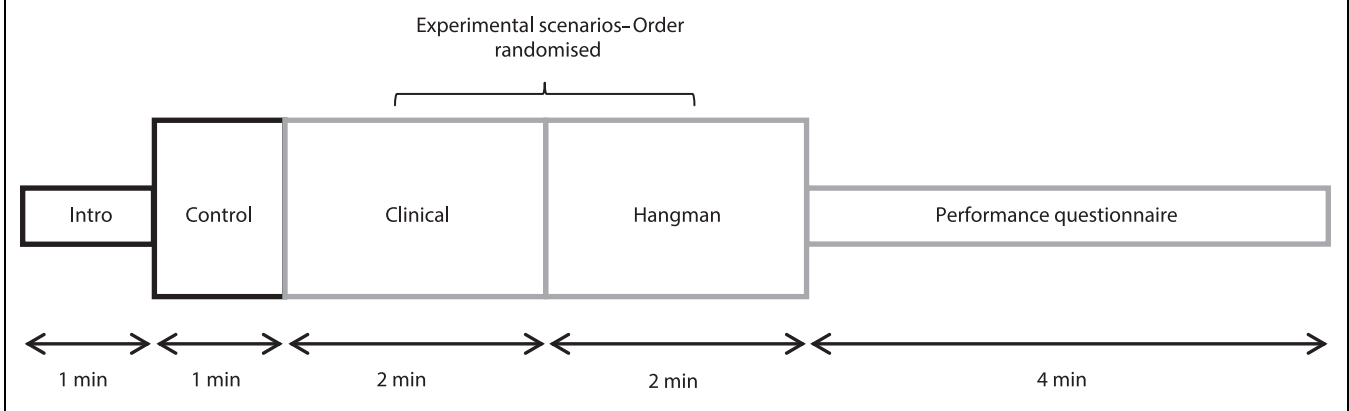 Experimental scenarios–Order
randomised
Intro
Control
Clinical
Hangman
Performance questionnaire
1 min
1 min
2 min
2 min
4 min